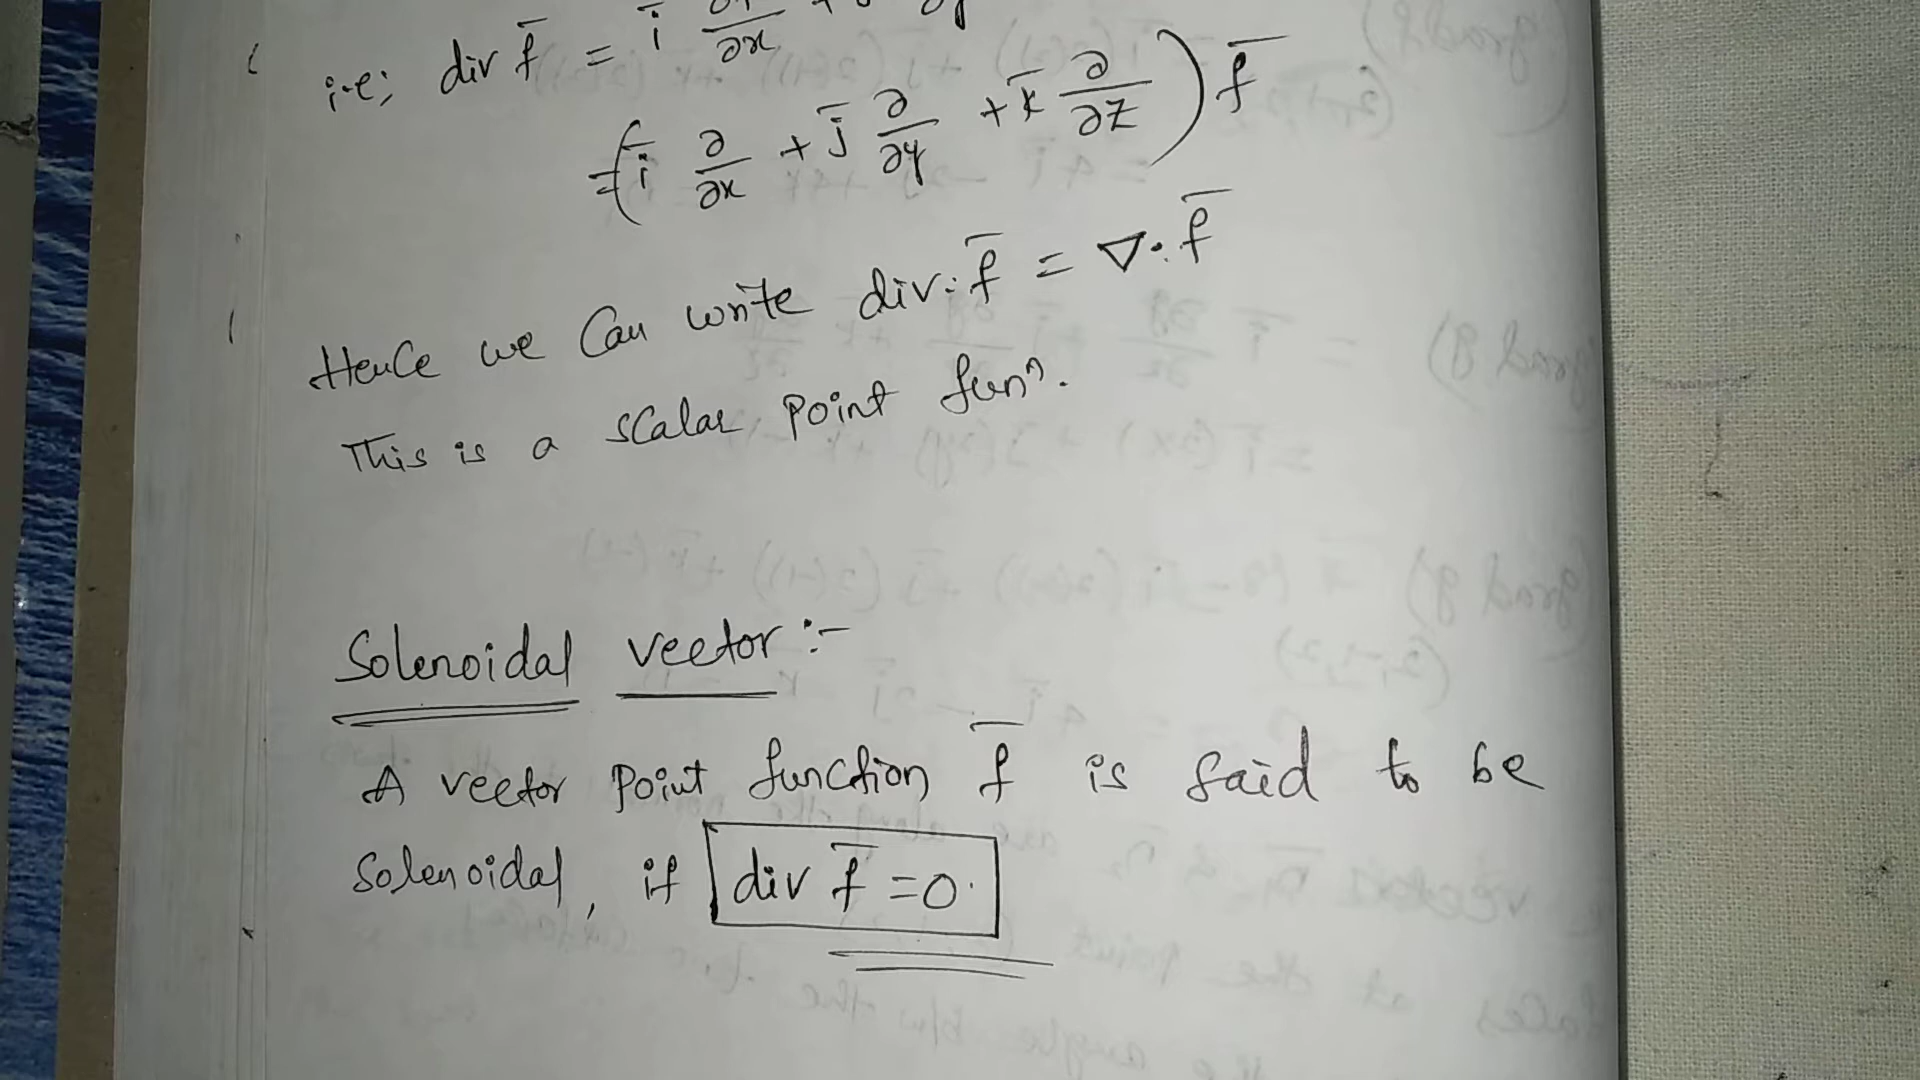 i.e; div f̄ = ī ∂f̄/∂x +
= (ī ∂/∂x + j̄ ∂/∂y + k̄ ∂/∂z) f̄
Hence we Can write div. f̄ = ∇. f̄
This is a scalar point funⁿ.
Solenoidal vector :-
A vector point function f̄ is said to be
solenoidal, if div f̄ = 0.